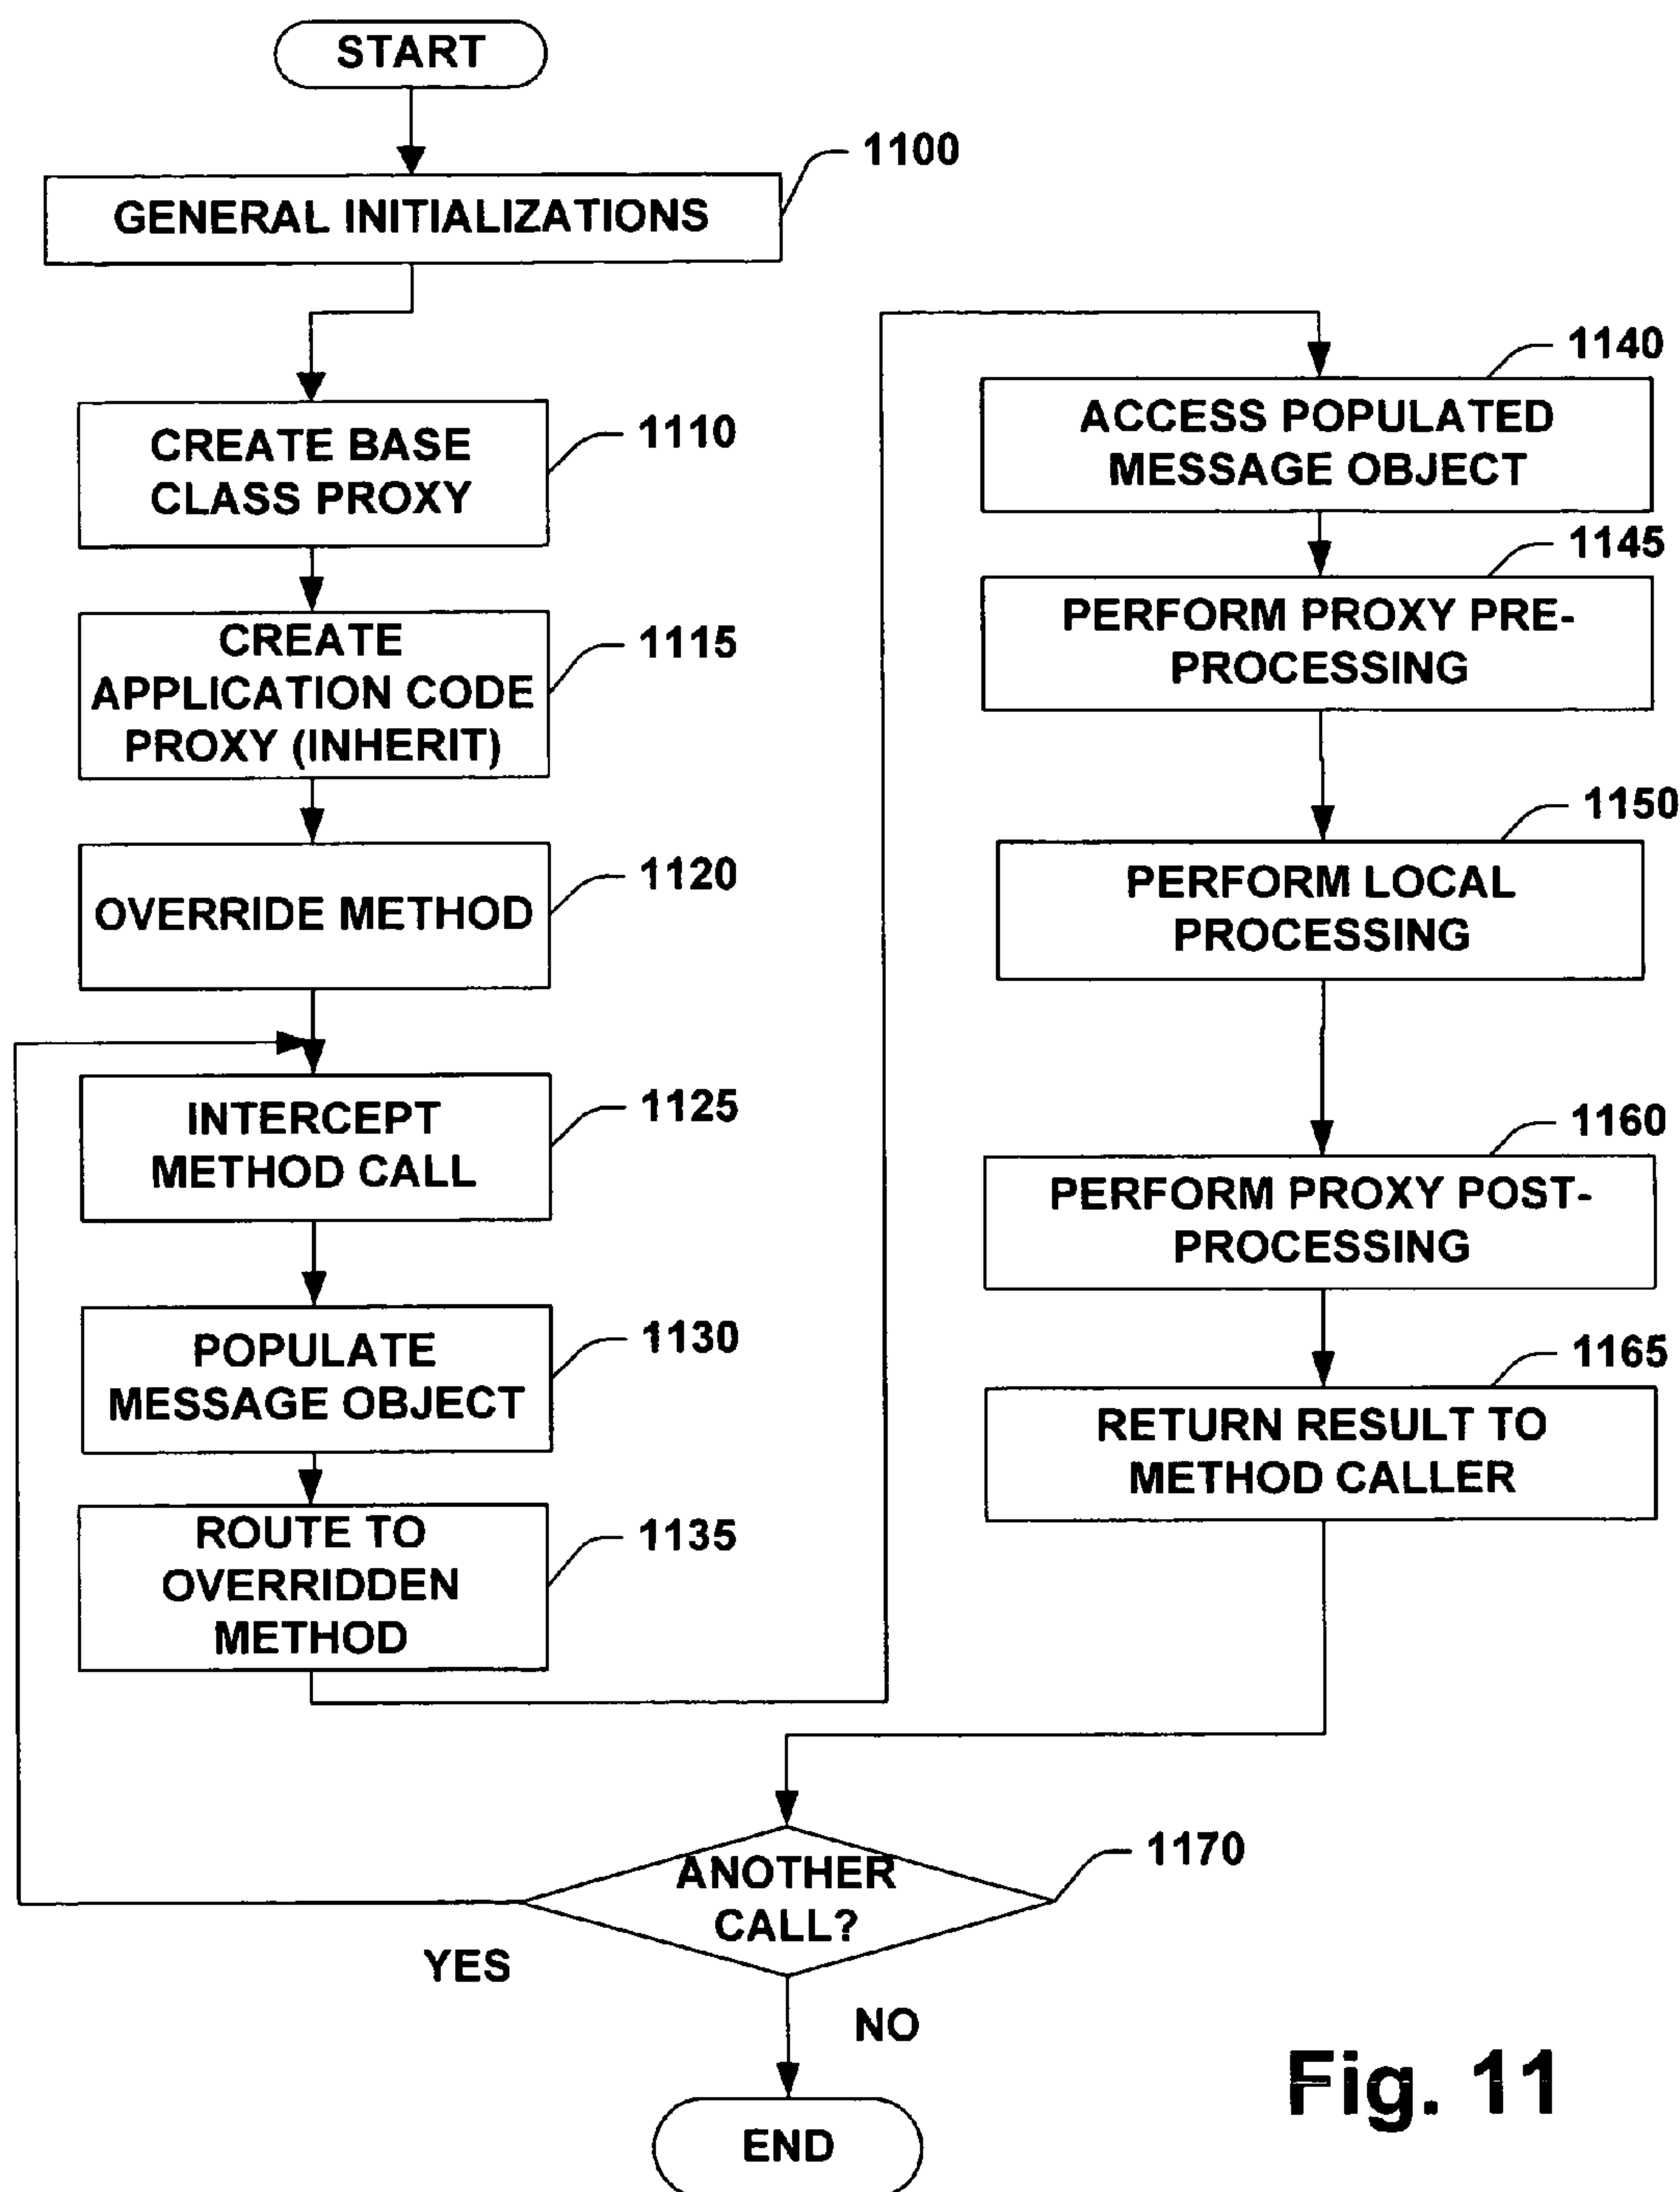 START
1100
GENERAL INITIALIZATIONS
CREATE BASE
CLASS PROXY
1110
CREATE
APPLICATION CODE
PROXY (INHERIT)
1115
OVERRIDE METHOD
1120
INTERCEPT
METHOD CALL
1125
POPULATE
MESSAGE OBJECT
1130
ROUTE TO
OVERRIDDEN
METHOD
1135
1140
ACCESS POPULATED
MESSAGE OBJECT
1145
PERFORM PROXY PRE-
PROCESSING
1150
PERFORM LOCAL
PROCESSING
1160
PERFORM PROXY POST-
PROCESSING
1165
RETURN RESULT TO
METHOD CALLER
1170
ANOTHER
CALL?
YES
NO
END
Fig. 11